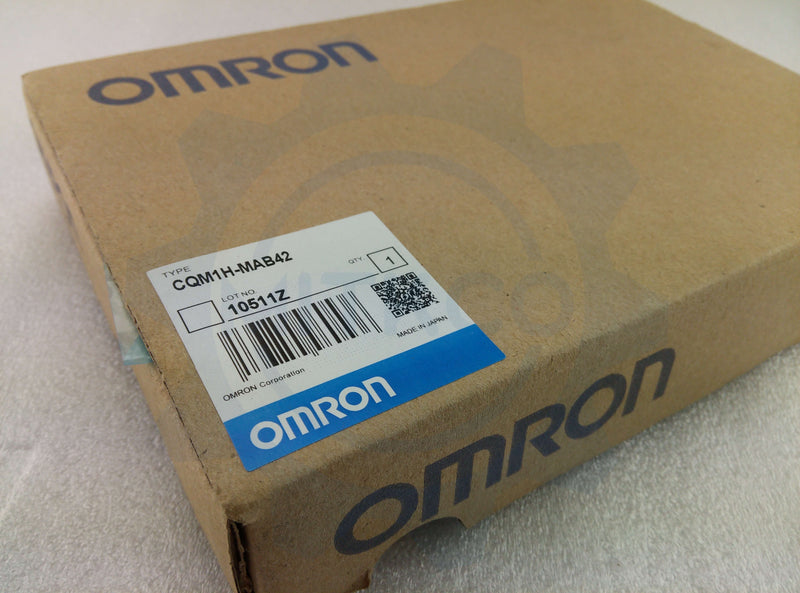 OMRON
TYPE
CQM1H-MAB42
QTY.
1
LOT NO.
10511Z
MADE IN JAPAN
OMRON Corporation
OMRON
OMRON